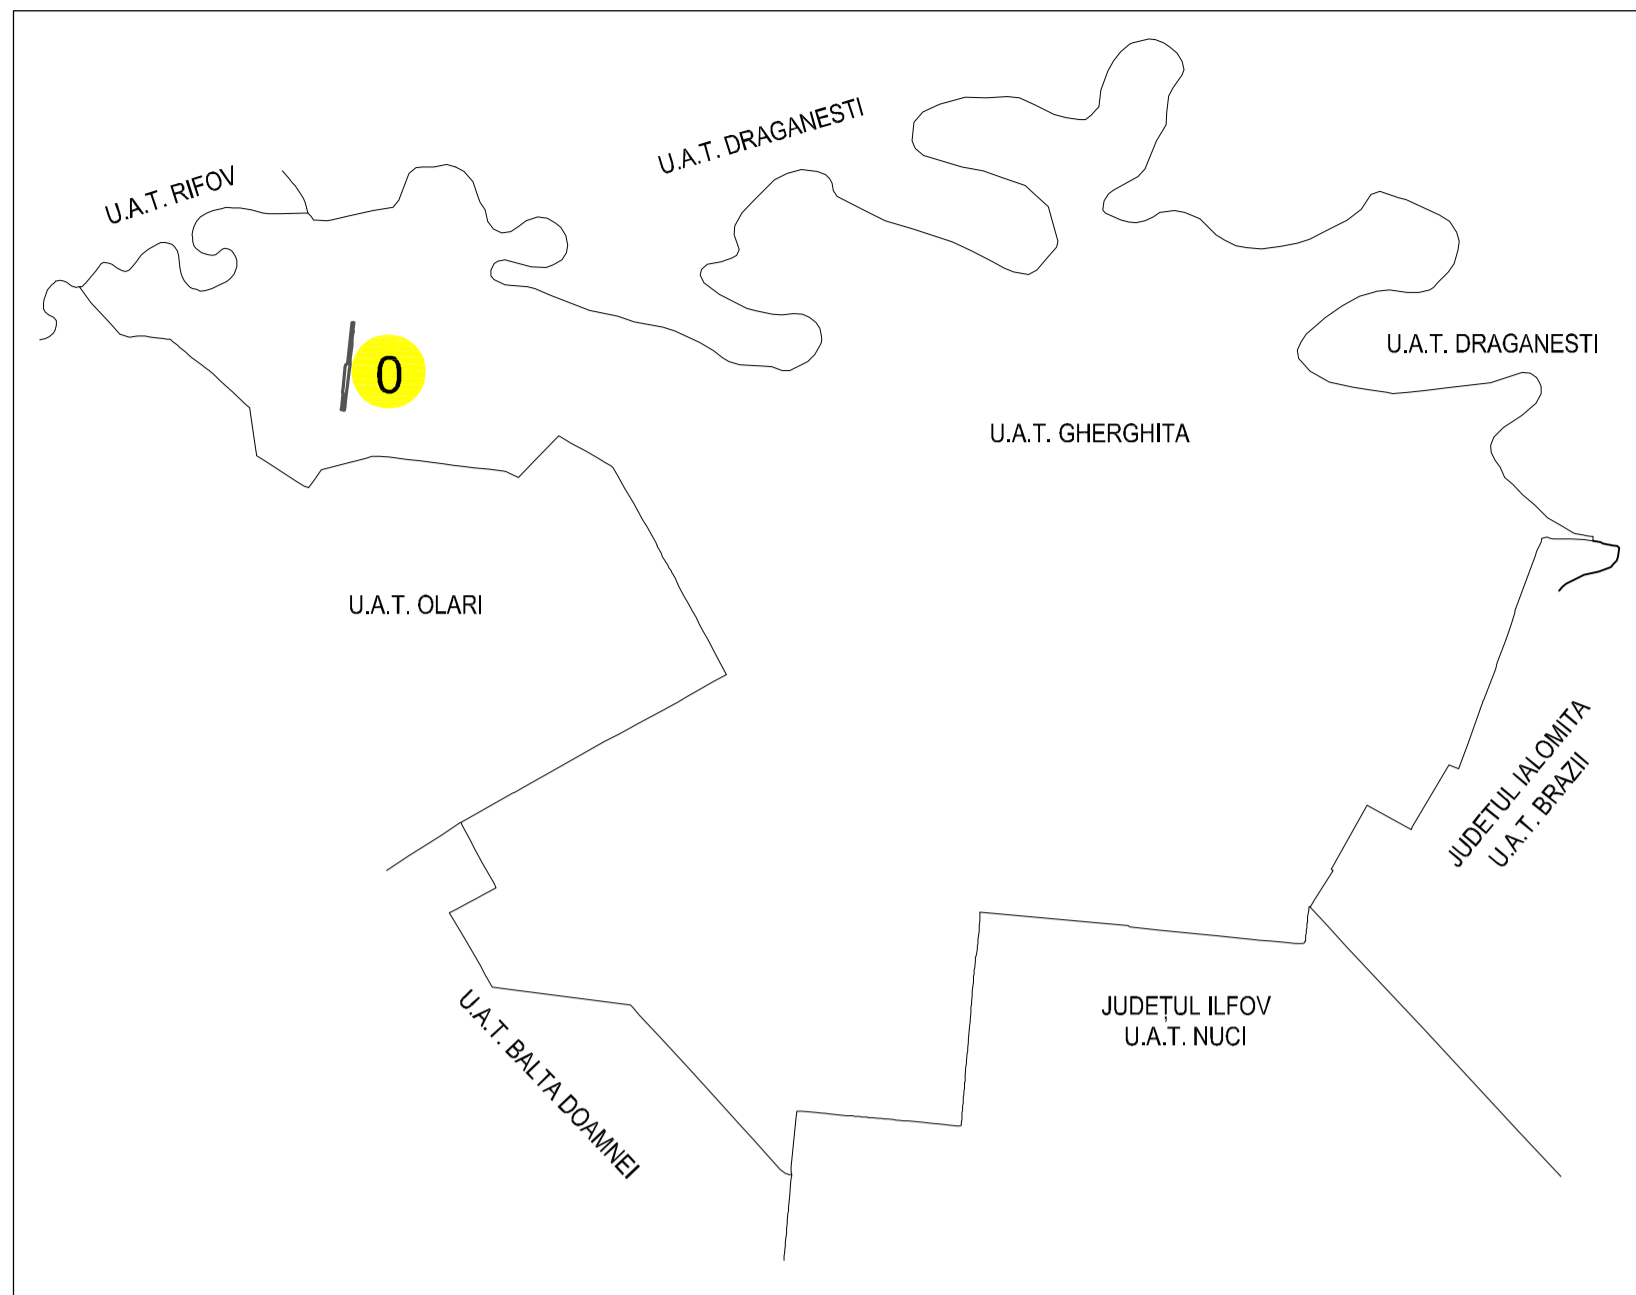 U.A.T. DRAGANESTI
U.A.T. RIFOV
U.A.T. DRAGANESTI
0
U.A.T. GHERGHITA
U.A.T. OLARI
JUDETUL IALOMITA
U.A.T. BRAZII
JUDEȚUL ILFOV
U.A.T. NUCI
U.A.T. BALTA DOAMNEI